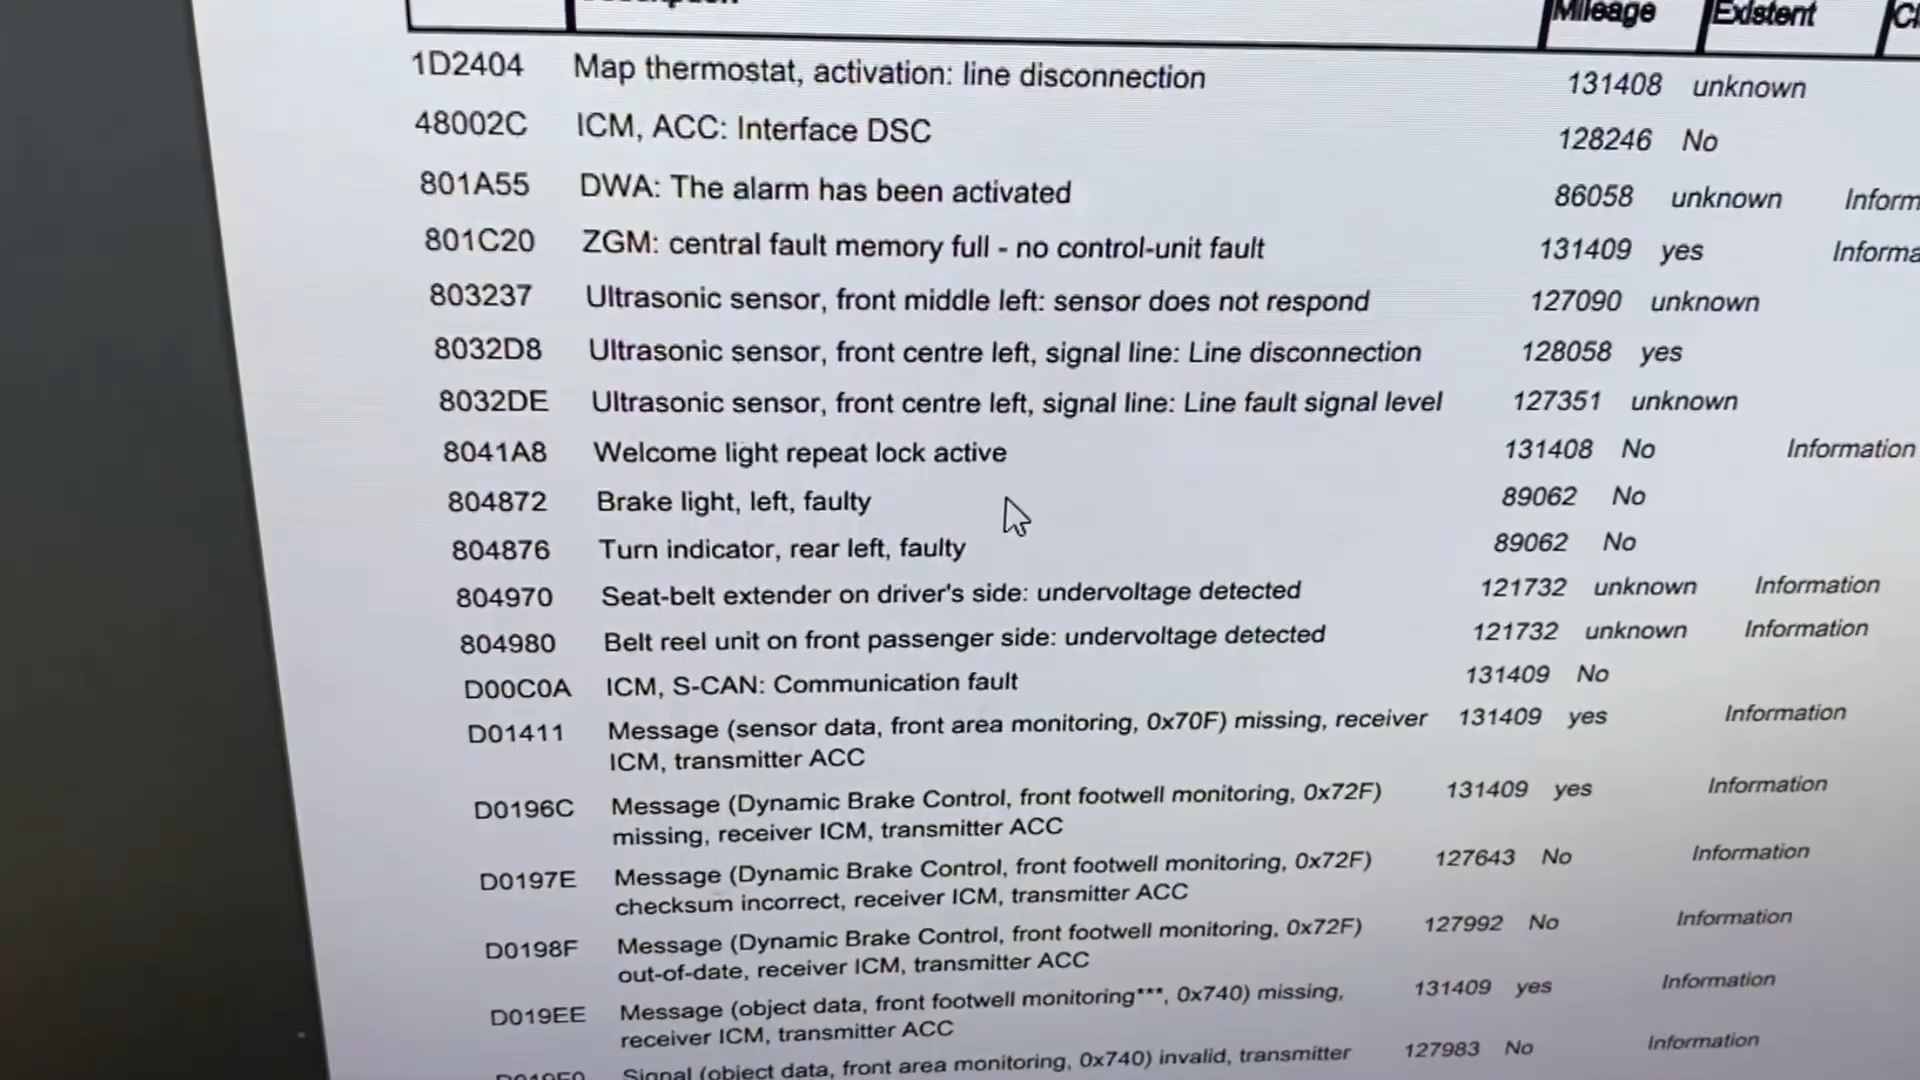 Mileage Existent
1D2404 Map thermostat, activation: line disconnection 131408 unknown
48002C ICM, ACC: Interface DSC 128246 No
801A55 DWA: The alarm has been activated 86058 unknown
801C20 ZGM: central fault memory full - no control-unit fault 131409 yes
803237 Ultrasonic sensor, front middle left: sensor does not respond 127090 unknown
8032D8 Ultrasonic sensor, front centre left, signal line: Line disconnection 128058 yes
8032DE Ultrasonic sensor, front centre left, signal line: Line fault signal level 127351 unknown
8041A8 Welcome light repeat lock active 131408 No Information
804872 Brake light, left, faulty 89062 No
804876 Turn indicator, rear left, faulty 89062 No
804970 Seat-belt extender on driver's side: undervoltage detected 121732 unknown Information
804980 Belt reel unit on front passenger side: undervoltage detected 121732 unknown Information
D00C0A ICM, S-CAN: Communication fault 131409 No
D01411 Message (sensor data, front area monitoring, 0x70F) missing, receiver 131409 yes Information
ICM, transmitter ACC
D0196C Message (Dynamic Brake Control, front footwell monitoring, 0x72F) 131409 yes Information
missing, receiver ICM, transmitter ACC
D0197E Message (Dynamic Brake Control, front footwell monitoring, 0x72F) 127643 No Information
checksum incorrect, receiver ICM, transmitter ACC
D0198F Message (Dynamic Brake Control, front footwell monitoring, 0x72F) 127992 No Information
out-of-date, receiver ICM, transmitter ACC
D019EE Message (object data, front footwell monitoring***, 0x740) missing, 131409 yes Information
receiver ICM, transmitter ACC
Signal (object data, front area monitoring, 0x740) invalid, transmitter 127983 No Information